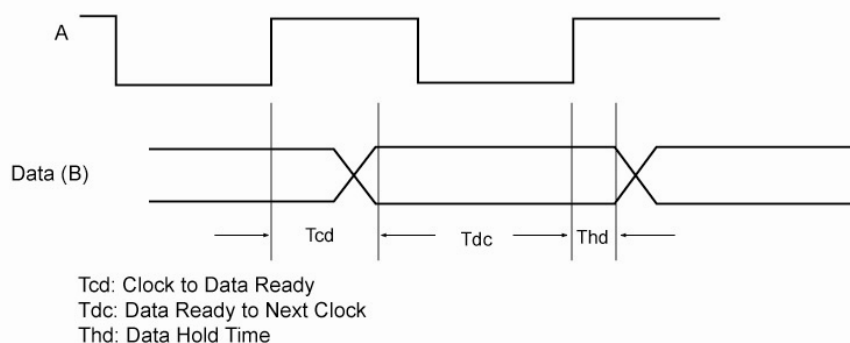 A
Data (B)
Tcd Tdc Thd
Tcd: Clock to Data Ready
Tdc: Data Ready to Next Clock
Thd: Data Hold Time